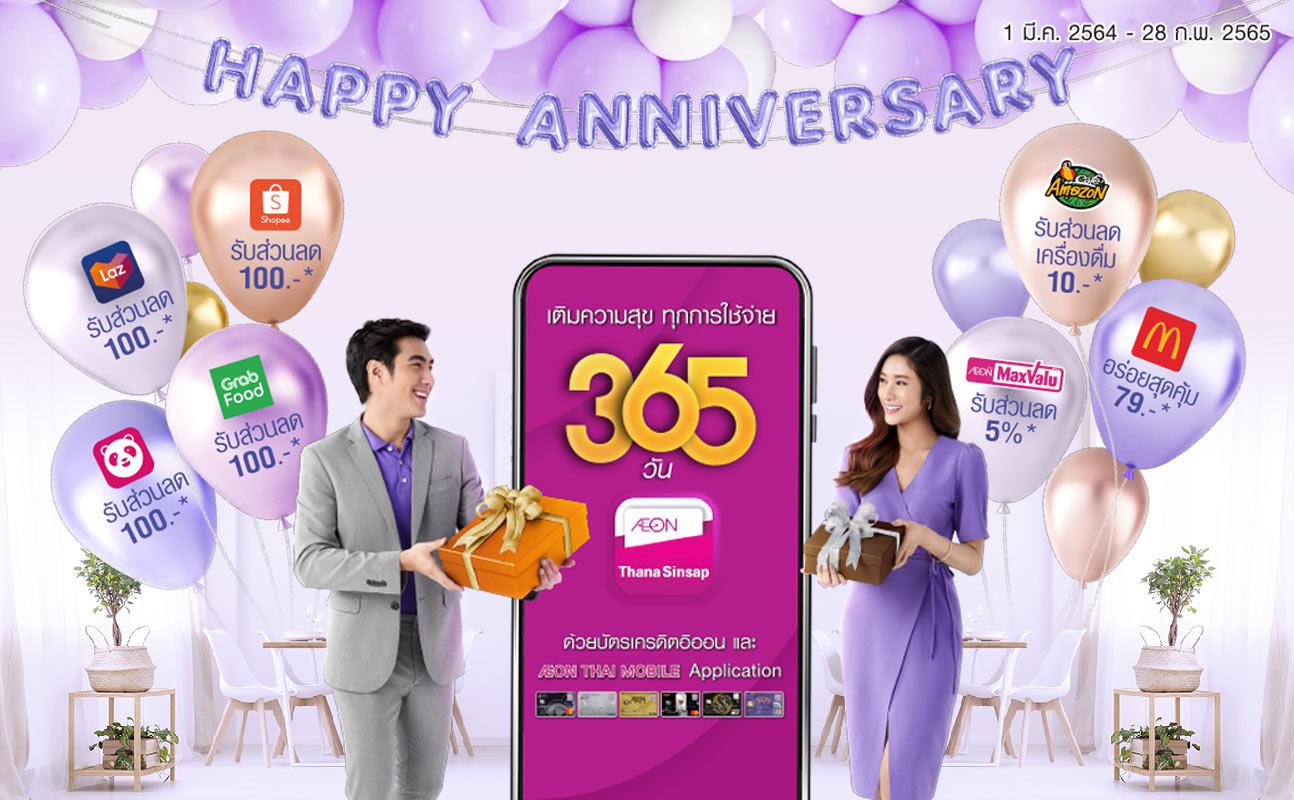 1 มี.ค. 2564 - 28 ก.พ. 2565
HAPPY ANNIVERSARY
Shopee
รับส่วนลด
100.-*
Laz
รับส่วนลด
100.-*
Grab
Food
รับส่วนลด
100.-*
รับส่วนลด
100.-*
เติมความสุข ทุกการใช้จ่าย
365
วัน
ÆON
Thana Sinsap
ด้วยบัตรเครดิตอิออน และ
ÆON THAI MOBILE Application
Café
Amazon
รับส่วนลด
เครื่องดื่ม
10.-*
อร่อยสุดคุ้ม
79.-*
ÆON MaxValu
รับส่วนลด
5%*